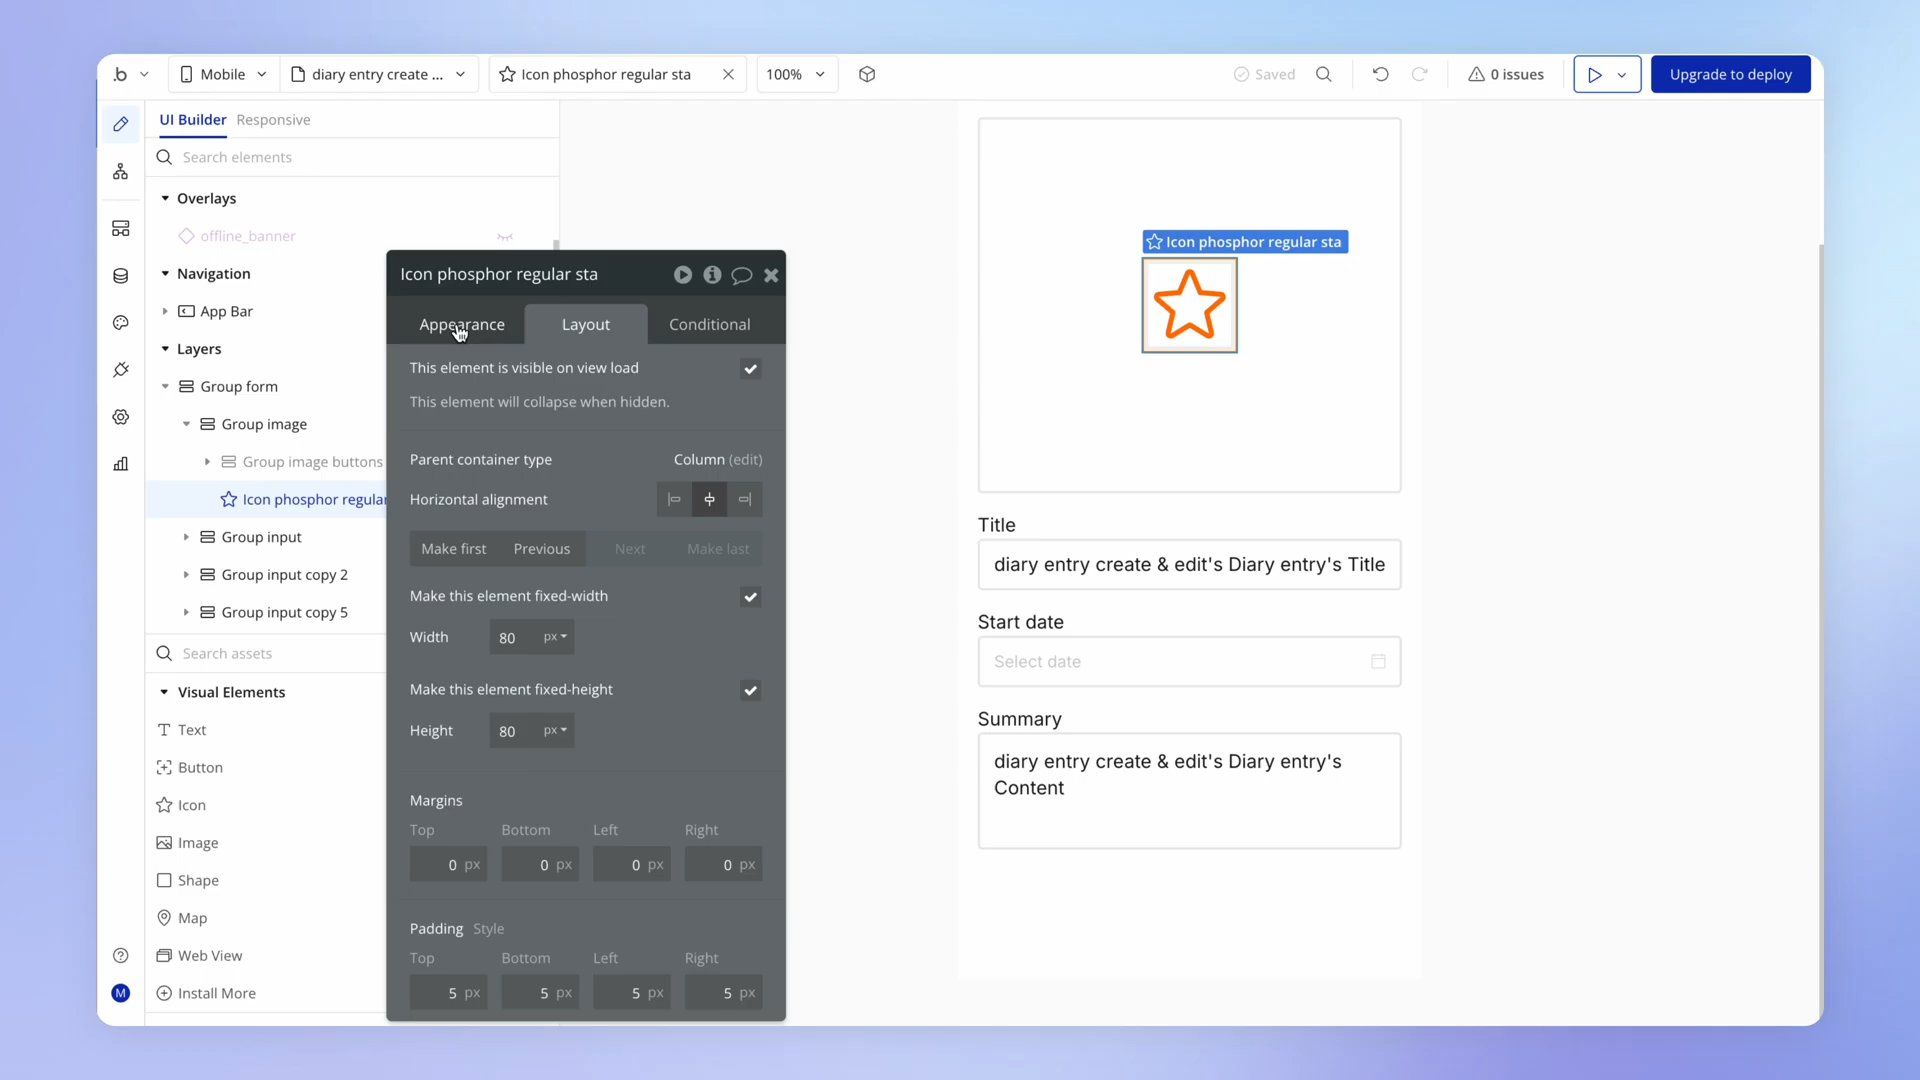 Mobile
diary entry create ...
Icon phosphor regular sta
100%
Saved
0 issues
Upgrade to deploy
UI Builder
Responsive
Search elements
Overlays
offline_banner
Navigation
App Bar
Layers
Group form
Group image
Group image buttons
Icon phosphor regular
Group input
Group input copy 2
Group input copy 5
Search assets
Visual Elements
Text
Button
Icon
Image
Shape
Map
Web View
Install More
M
Icon phosphor regular sta
Appearance
Layout
Conditional
This element is visible on view load
This element will collapse when hidden.
Parent container type
Column (edit)
Horizontal alignment
Make first
Previous
Next
Make last
Make this element fixed-width
Width
80 px
Make this element fixed-height
Height
80 px
Margins
Top Bottom Left Right
0 px 0 px 0 px 0 px
Padding Style
Top Bottom Left Right
5 px 5 px 5 px 5 px
Icon phosphor regular sta
Title
diary entry create & edit's Diary entry's Title
Start date
Select date
Summary
diary entry create & edit's Diary entry's
Content